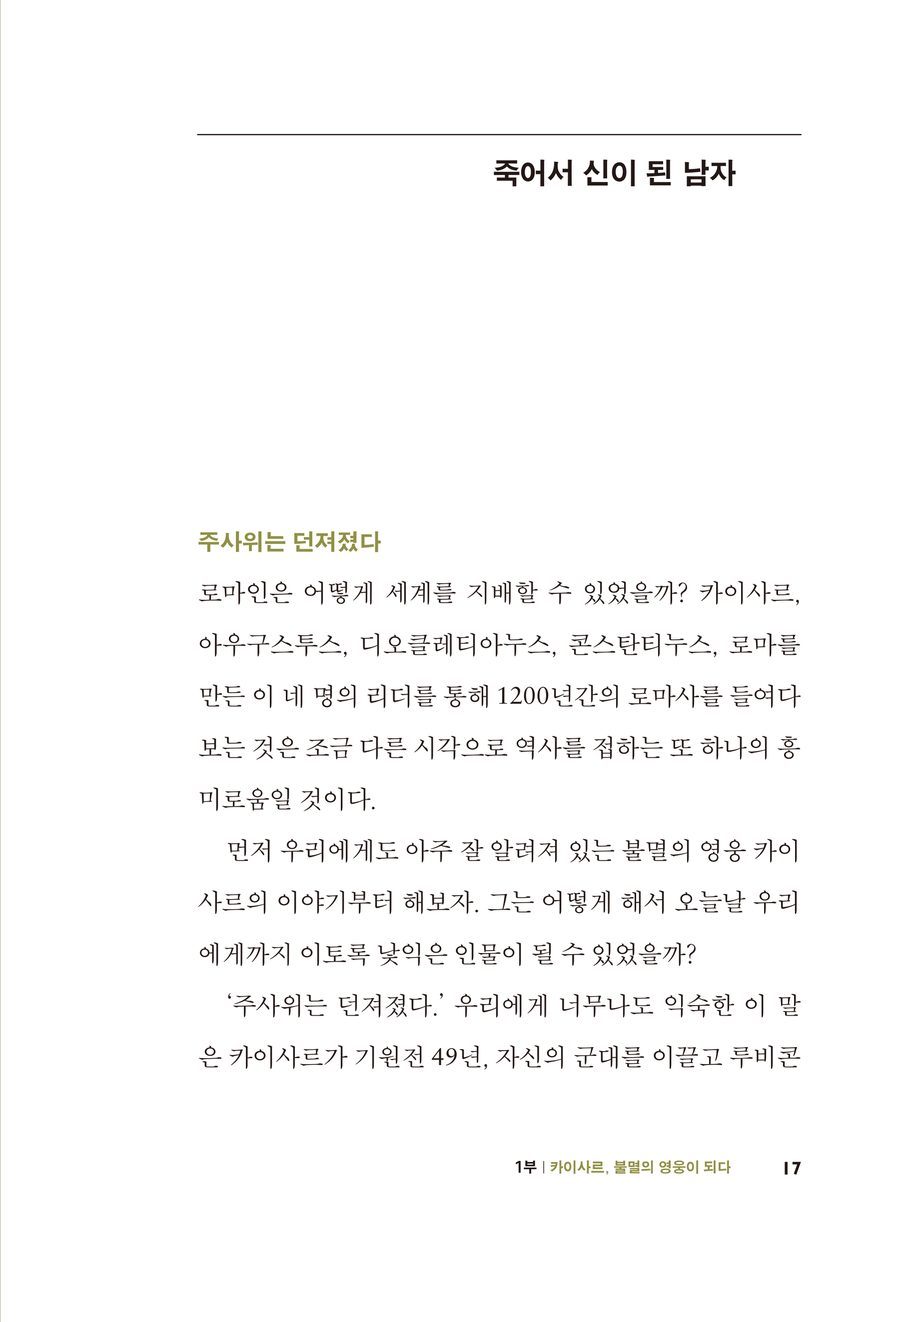 죽어서 신이 된 남자
주사위는 던져졌다
로마인은 어떻게 세계를 지배할 수 있었을까? 카이사르,
아우구스투스, 디오클레티아누스, 콘스탄티누스, 로마를
만든 이 네 명의 리더를 통해 1200년간의 로마사를 들여다
보는 것은 조금 다른 시각으로 역사를 접하는 또 하나의 흥
미로움일 것이다.
먼저 우리에게도 아주 잘 알려져 있는 불멸의 영웅 카이
사르의 이야기부터 해보자. 그는 어떻게 해서 오늘날 우리
에게까지 이토록 낯익은 인물이 될 수 있었을까?
‘주사위는 던져졌다.’ 우리에게 너무나도 익숙한 이 말
은 카이사르가 기원전 49년, 자신의 군대를 이끌고 루비콘
1부 | 카이사르, 불멸의 영웅이 되다 17